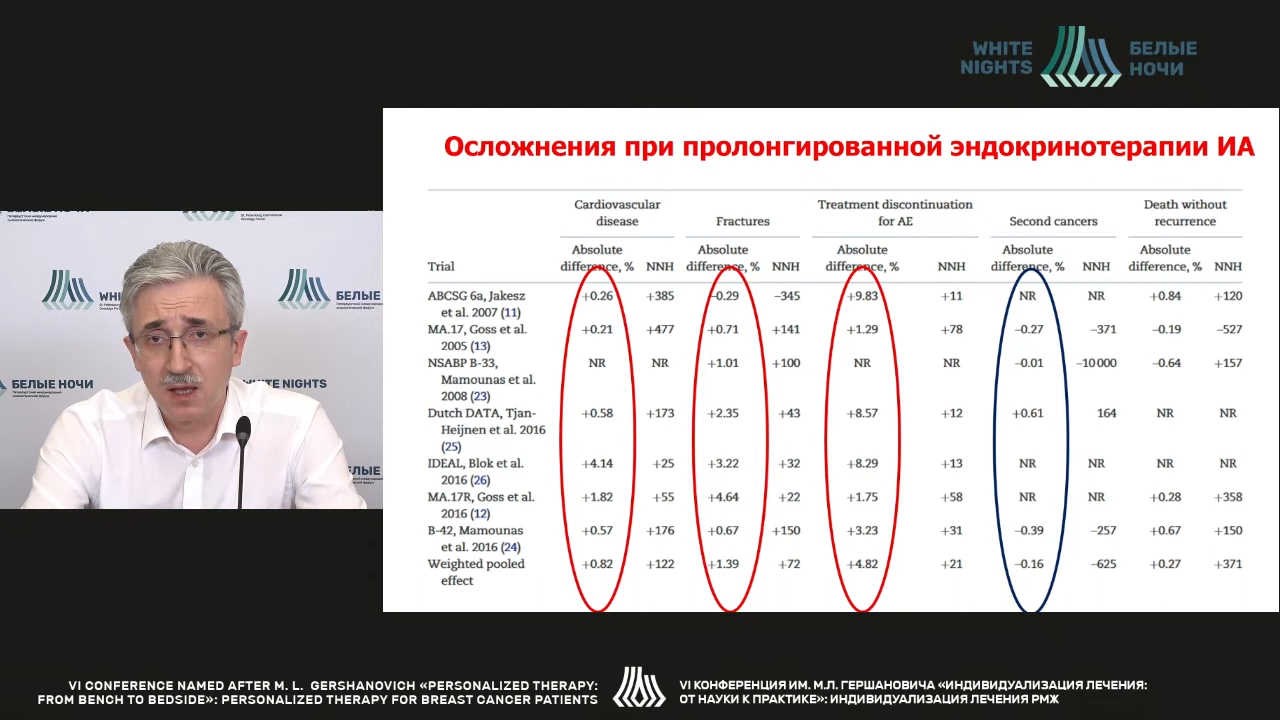 WHITE
NIGHTS
БЕЛЫЕ
НОЧИ
Осложнения при пролонгированной эндокринотерапии ИА
Cardiovascular disease Fractures Treatment discontinuation for AE Second cancers Death without recurrence
Trial Absolute difference, % NNH Absolute difference, % NNH Absolute difference, % NNH Absolute difference, % NNH Absolute difference, % NNH
ABCSG 6a, Jakesz +0.26 +385 −0.29 −345 +9.83 +11 NR NR +0.84 +120
et al. 2007 (11)
MA.17, Goss et al. +0.21 +477 +0.71 +141 +1.29 +78 −0.27 −371 −0.19 −527
2005 (13)
NSABP B-33, NR NR +1.01 +100 NR NR −0.01 −10 000 −0.64 +157
Mamounas et al.
2008 (23)
Dutch DATA, Tjan- +0.58 +173 +2.35 +43 +8.57 +12 +0.61 164 NR NR
Heijnen et al. 2016
(25)
IDEAL, Blok et al. +4.14 +25 +3.22 +32 +8.29 +13 NR NR NR NR
2016 (26)
MA.17R, Goss et al. +1.82 +55 +4.64 +22 +1.75 +58 NR NR +0.28 +358
2016 (12)
B-42, Mamounas +0.57 +176 +0.67 +150 +3.23 +31 −0.39 −257 +0.67 +150
et al. 2016 (24)
Weighted pooled +0.82 +122 +1.39 +72 +4.82 +21 −0.16 −625 +0.27 +371
effect
WHITE
БЕЛЫЕ
БЕЛЫЕ НОЧИ
WHITE NIGHTS
VI CONFERENCE NAMED AFTER M. L. GERSHANOVICH «PERSONALIZED THERAPY:
FROM BENCH TO BEDSIDE»: PERSONALIZED THERAPY FOR BREAST CANCER PATIENTS
VI КОНФЕРЕНЦИЯ ИМ. М.Л. ГЕРШАНОВИЧА «ИНДИВИДУАЛИЗАЦИЯ ЛЕЧЕНИЯ:
ОТ НАУКИ К ПРАКТИКЕ»: ИНДИВИДУАЛИЗАЦИЯ ЛЕЧЕНИЯ РМЖ